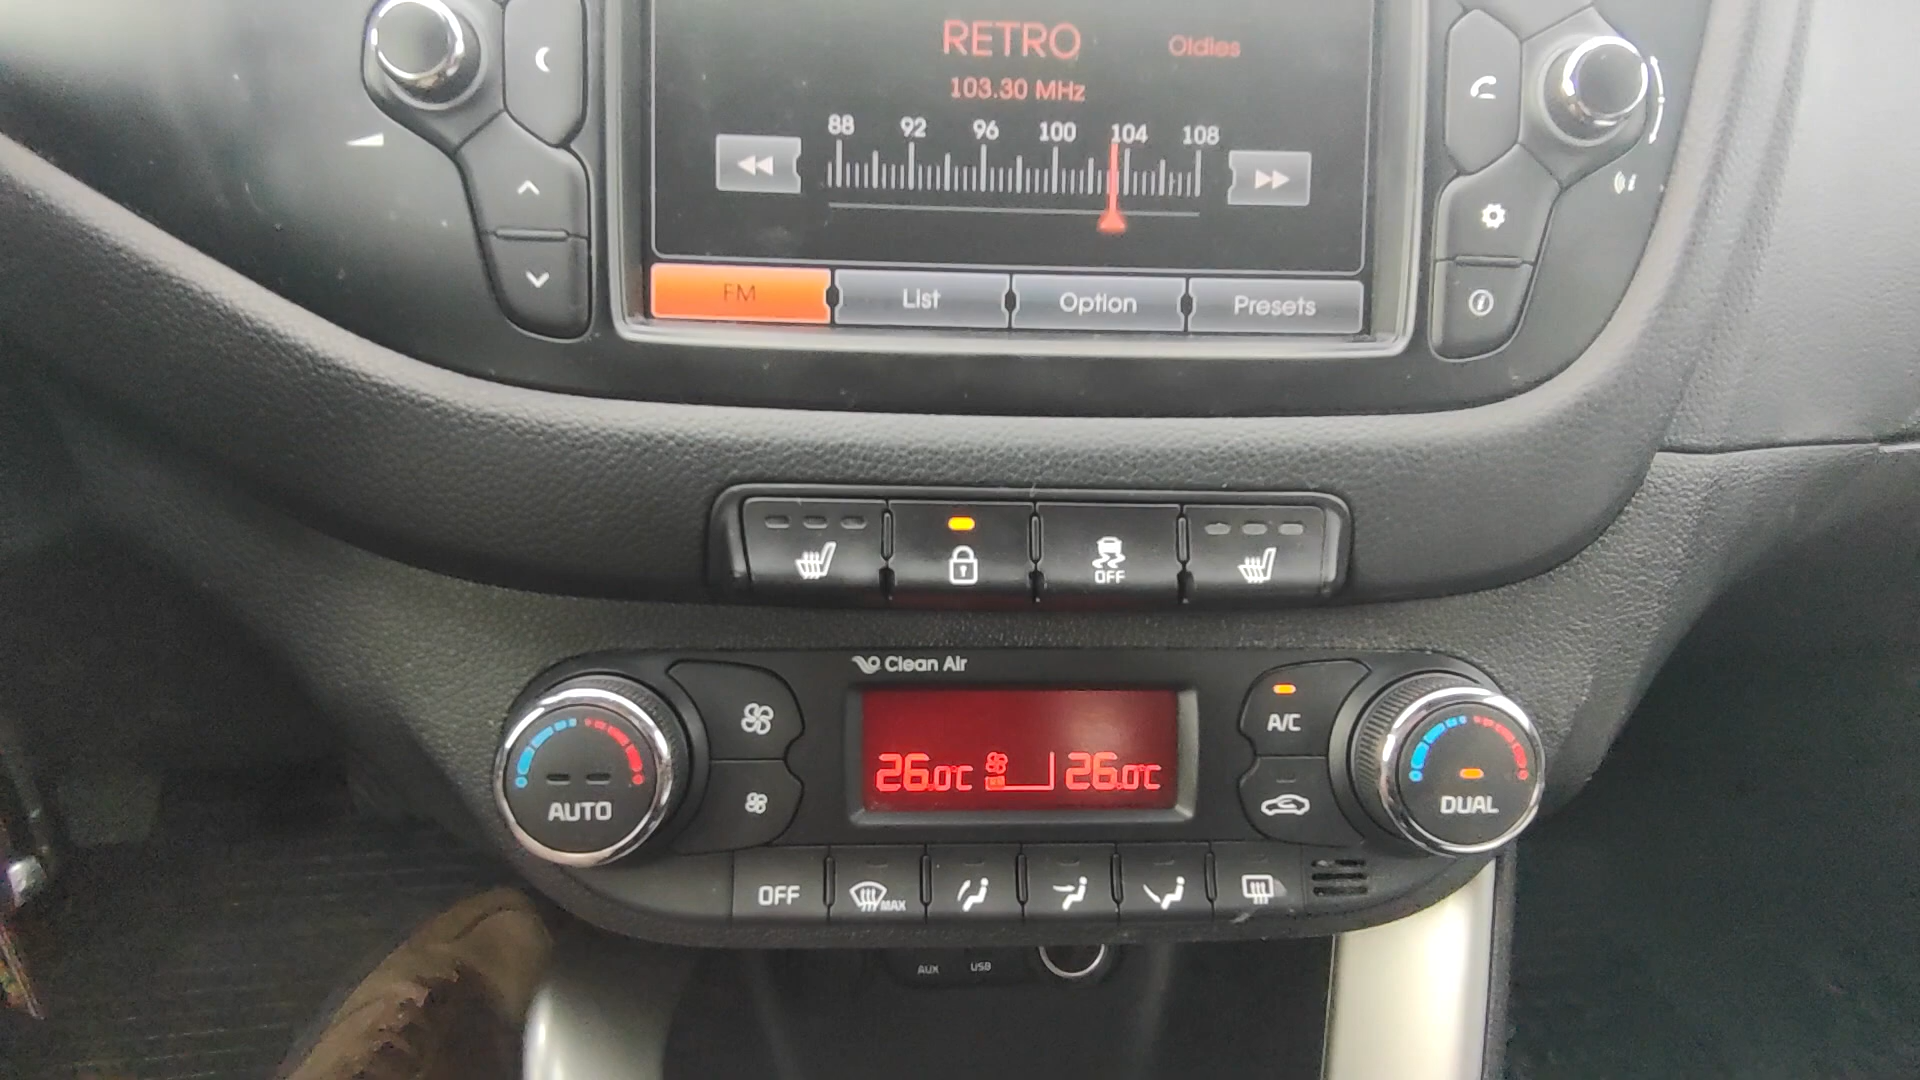 RETRO
Oldies
103.30 MHz
88 92 96 100 104 108
FM List Option Presets
OFF
Clean Air
A/C
26.0°C 26.0°C
AUTO
DUAL
OFF MAX
AUX USB